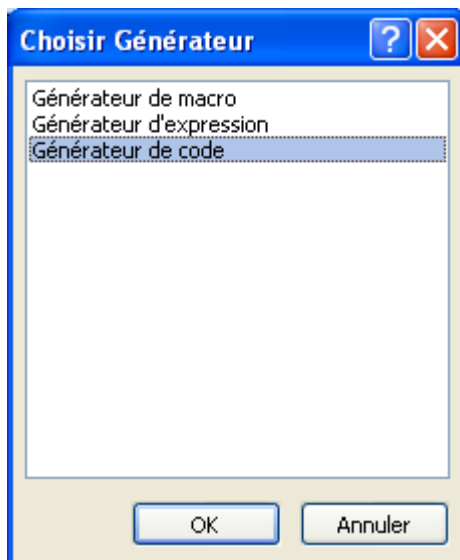 Choisir Générateur
Générateur de macro
Générateur d'expression
Générateur de code
OK Annuler